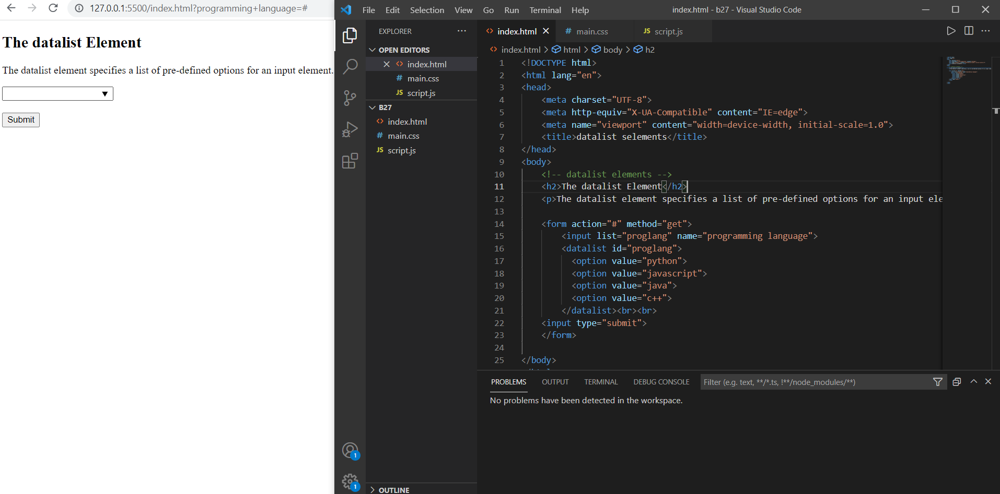 127.0.0.1:5500/index.html?programming+language=#
The datalist Element
The datalist element specifies a list of pre-defined options for an input element.
Submit
File Edit Selection View Go Run Terminal Help
index.html - b27 - Visual Studio Code
EXPLORER
OPEN EDITORS
index.html
# main.css
JS script.js
B27
index.html
# main.css
JS script.js
OUTLINE
1
1
index.html
# main.css
JS script.js
index.html > html > body > h2
1 <!DOCTYPE html>
2 <html lang="en">
3 <head>
4 <meta charset="UTF-8">
5 <meta http-equiv="X-UA-Compatible" content="IE=edge">
6 <meta name="viewport" content="width=device-width, initial-scale=1.0">
7 <title>datalist selements</title>
8 </head>
9 <body>
10 <!-- datalist elements -->
11 <h2>The datalist Element</h2>
12 <p>The datalist element specifies a list of pre-defined options for an input ele
13
14 <form action="#" method="get">
15 <input list="proglang" name="programming language">
16 <datalist id="proglang">
17 <option value="python">
18 <option value="javascript">
19 <option value="java">
20 <option value="c++">
21 </datalist><br><br>
22 <input type="submit">
23 </form>
24
25 </body>
PROBLEMS OUTPUT TERMINAL DEBUG CONSOLE
Filter (e.g. text, **/*.ts, !**/node_modules/**)
No problems have been detected in the workspace.